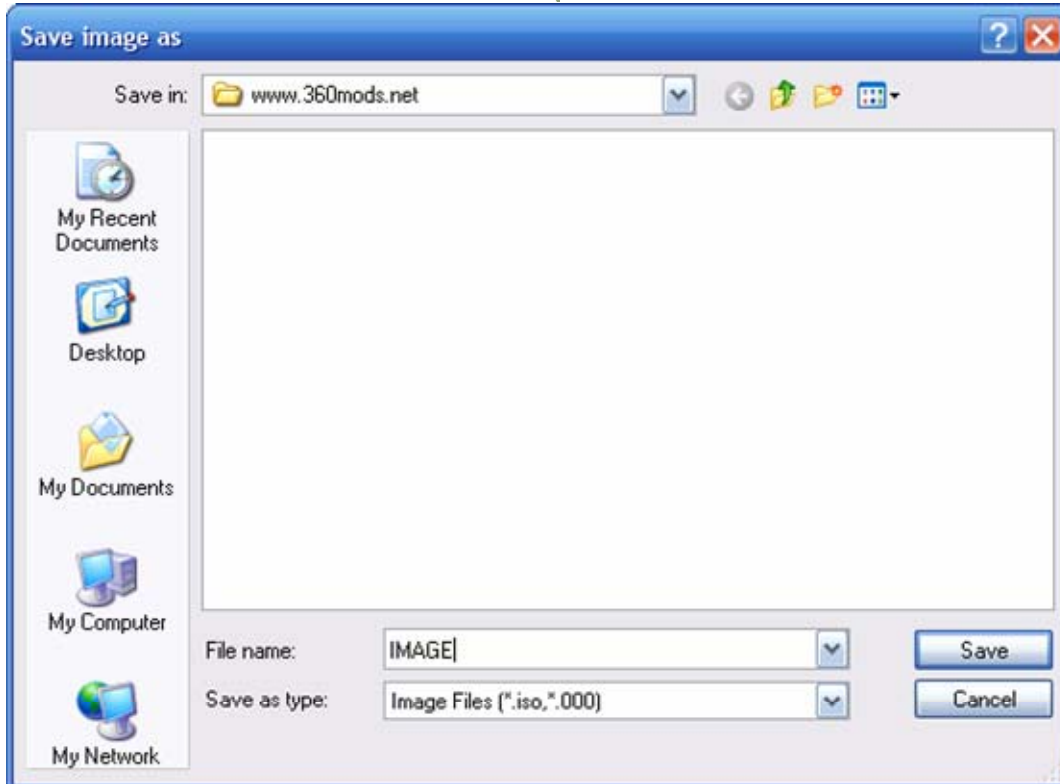 Save image as
Save in:
www.360mods.net
My Recent
Documents
Desktop
My Documents
My Computer
My Network
File name:
IMAGE
Save
Save as type:
Image Files (*.iso,*.000)
Cancel